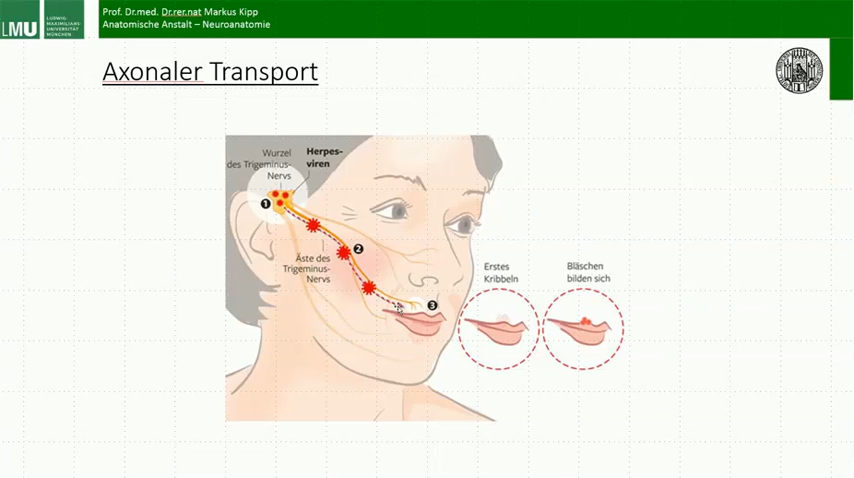 LMU
LUDWIG-
MAXIMILIANS-
UNIVERSITÄT
MÜNCHEN
Prof. Dr.med. Dr.rer.nat Markus Kipp
Anatomische Anstalt – Neuroanatomie
Axonaler Transport
Wurzel
des Trigeminus-
Nervs
Herpes-
viren
1
2
Äste des
Trigeminus-
Nervs
3
Erstes
Kribbeln
Bläschen
bilden sich